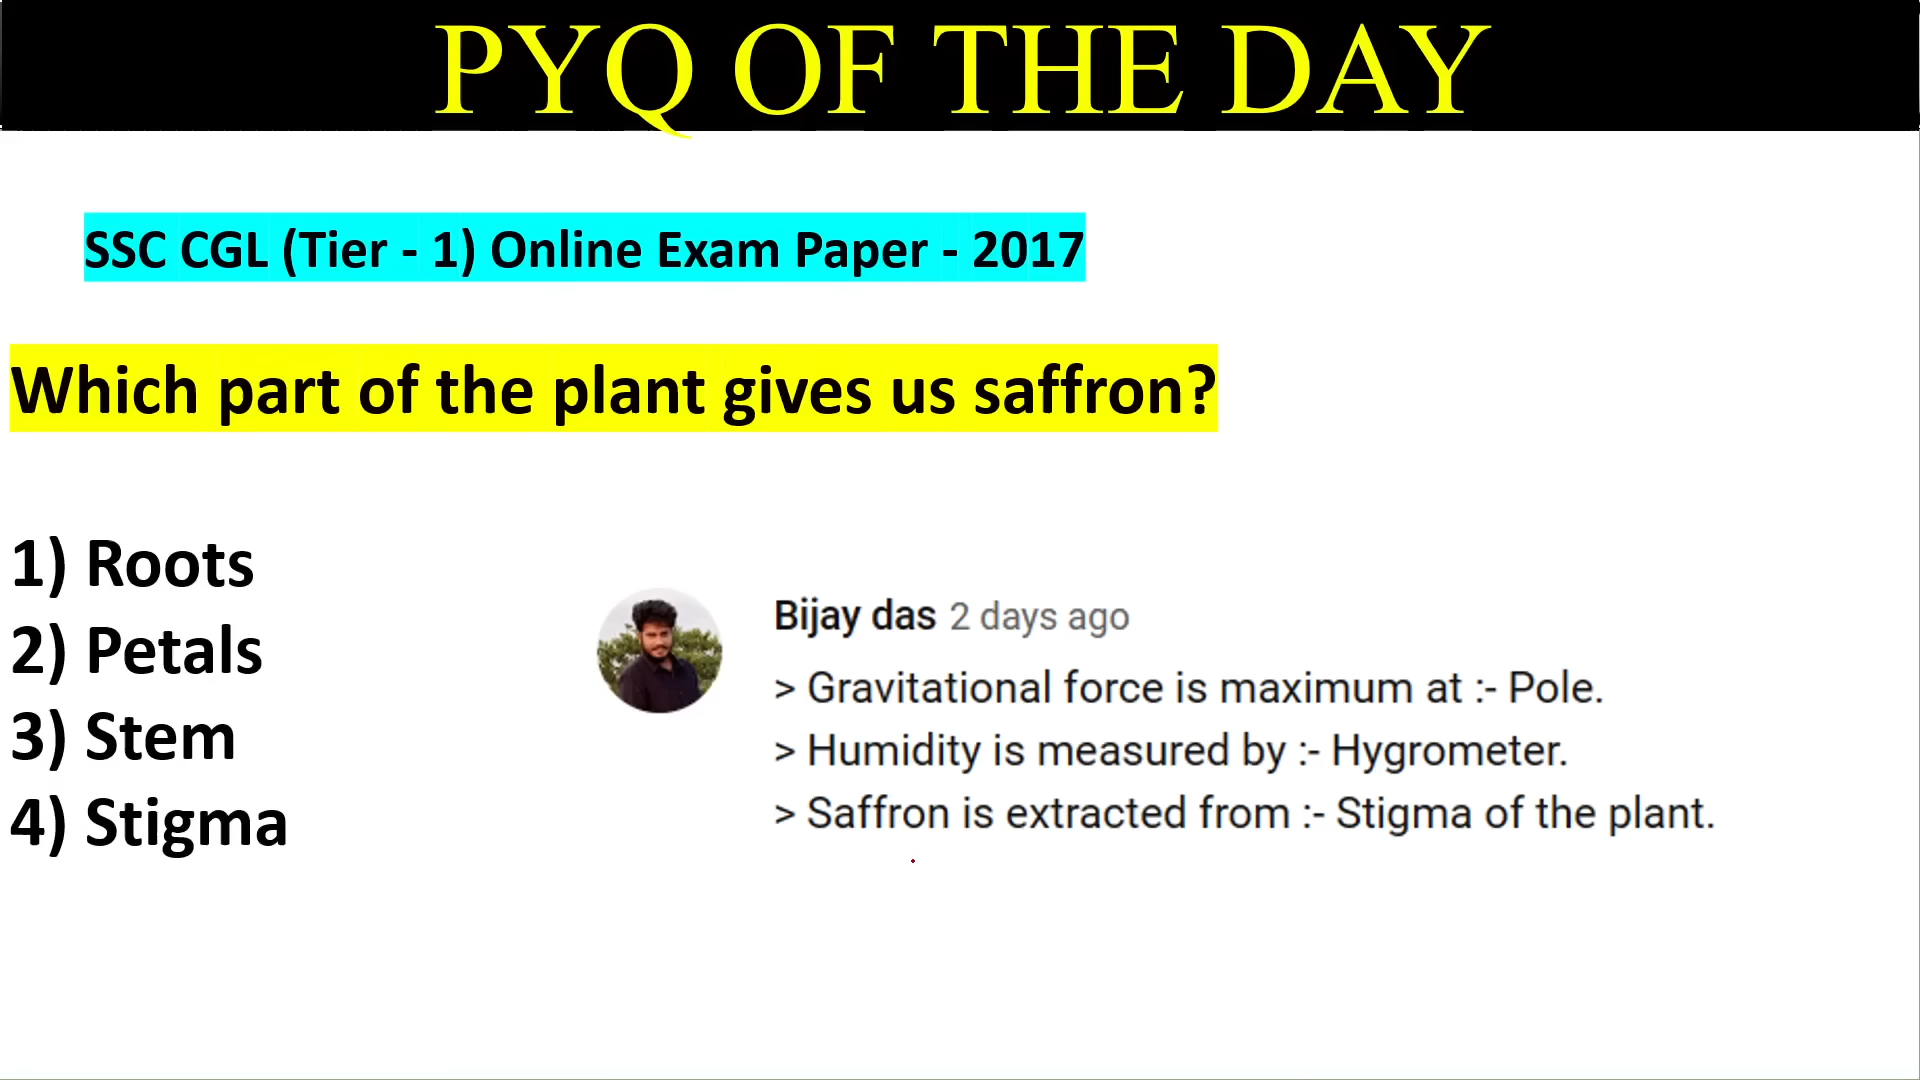 PYQ OF THE DAY
SSC CGL (Tier - 1) Online Exam Paper - 2017
Which part of the plant gives us saffron?
1) Roots
2) Petals
3) Stem
4) Stigma
Bijay das 2 days ago
> Gravitational force is maximum at :- Pole.
> Humidity is measured by :- Hygrometer.
> Saffron is extracted from :- Stigma of the plant.